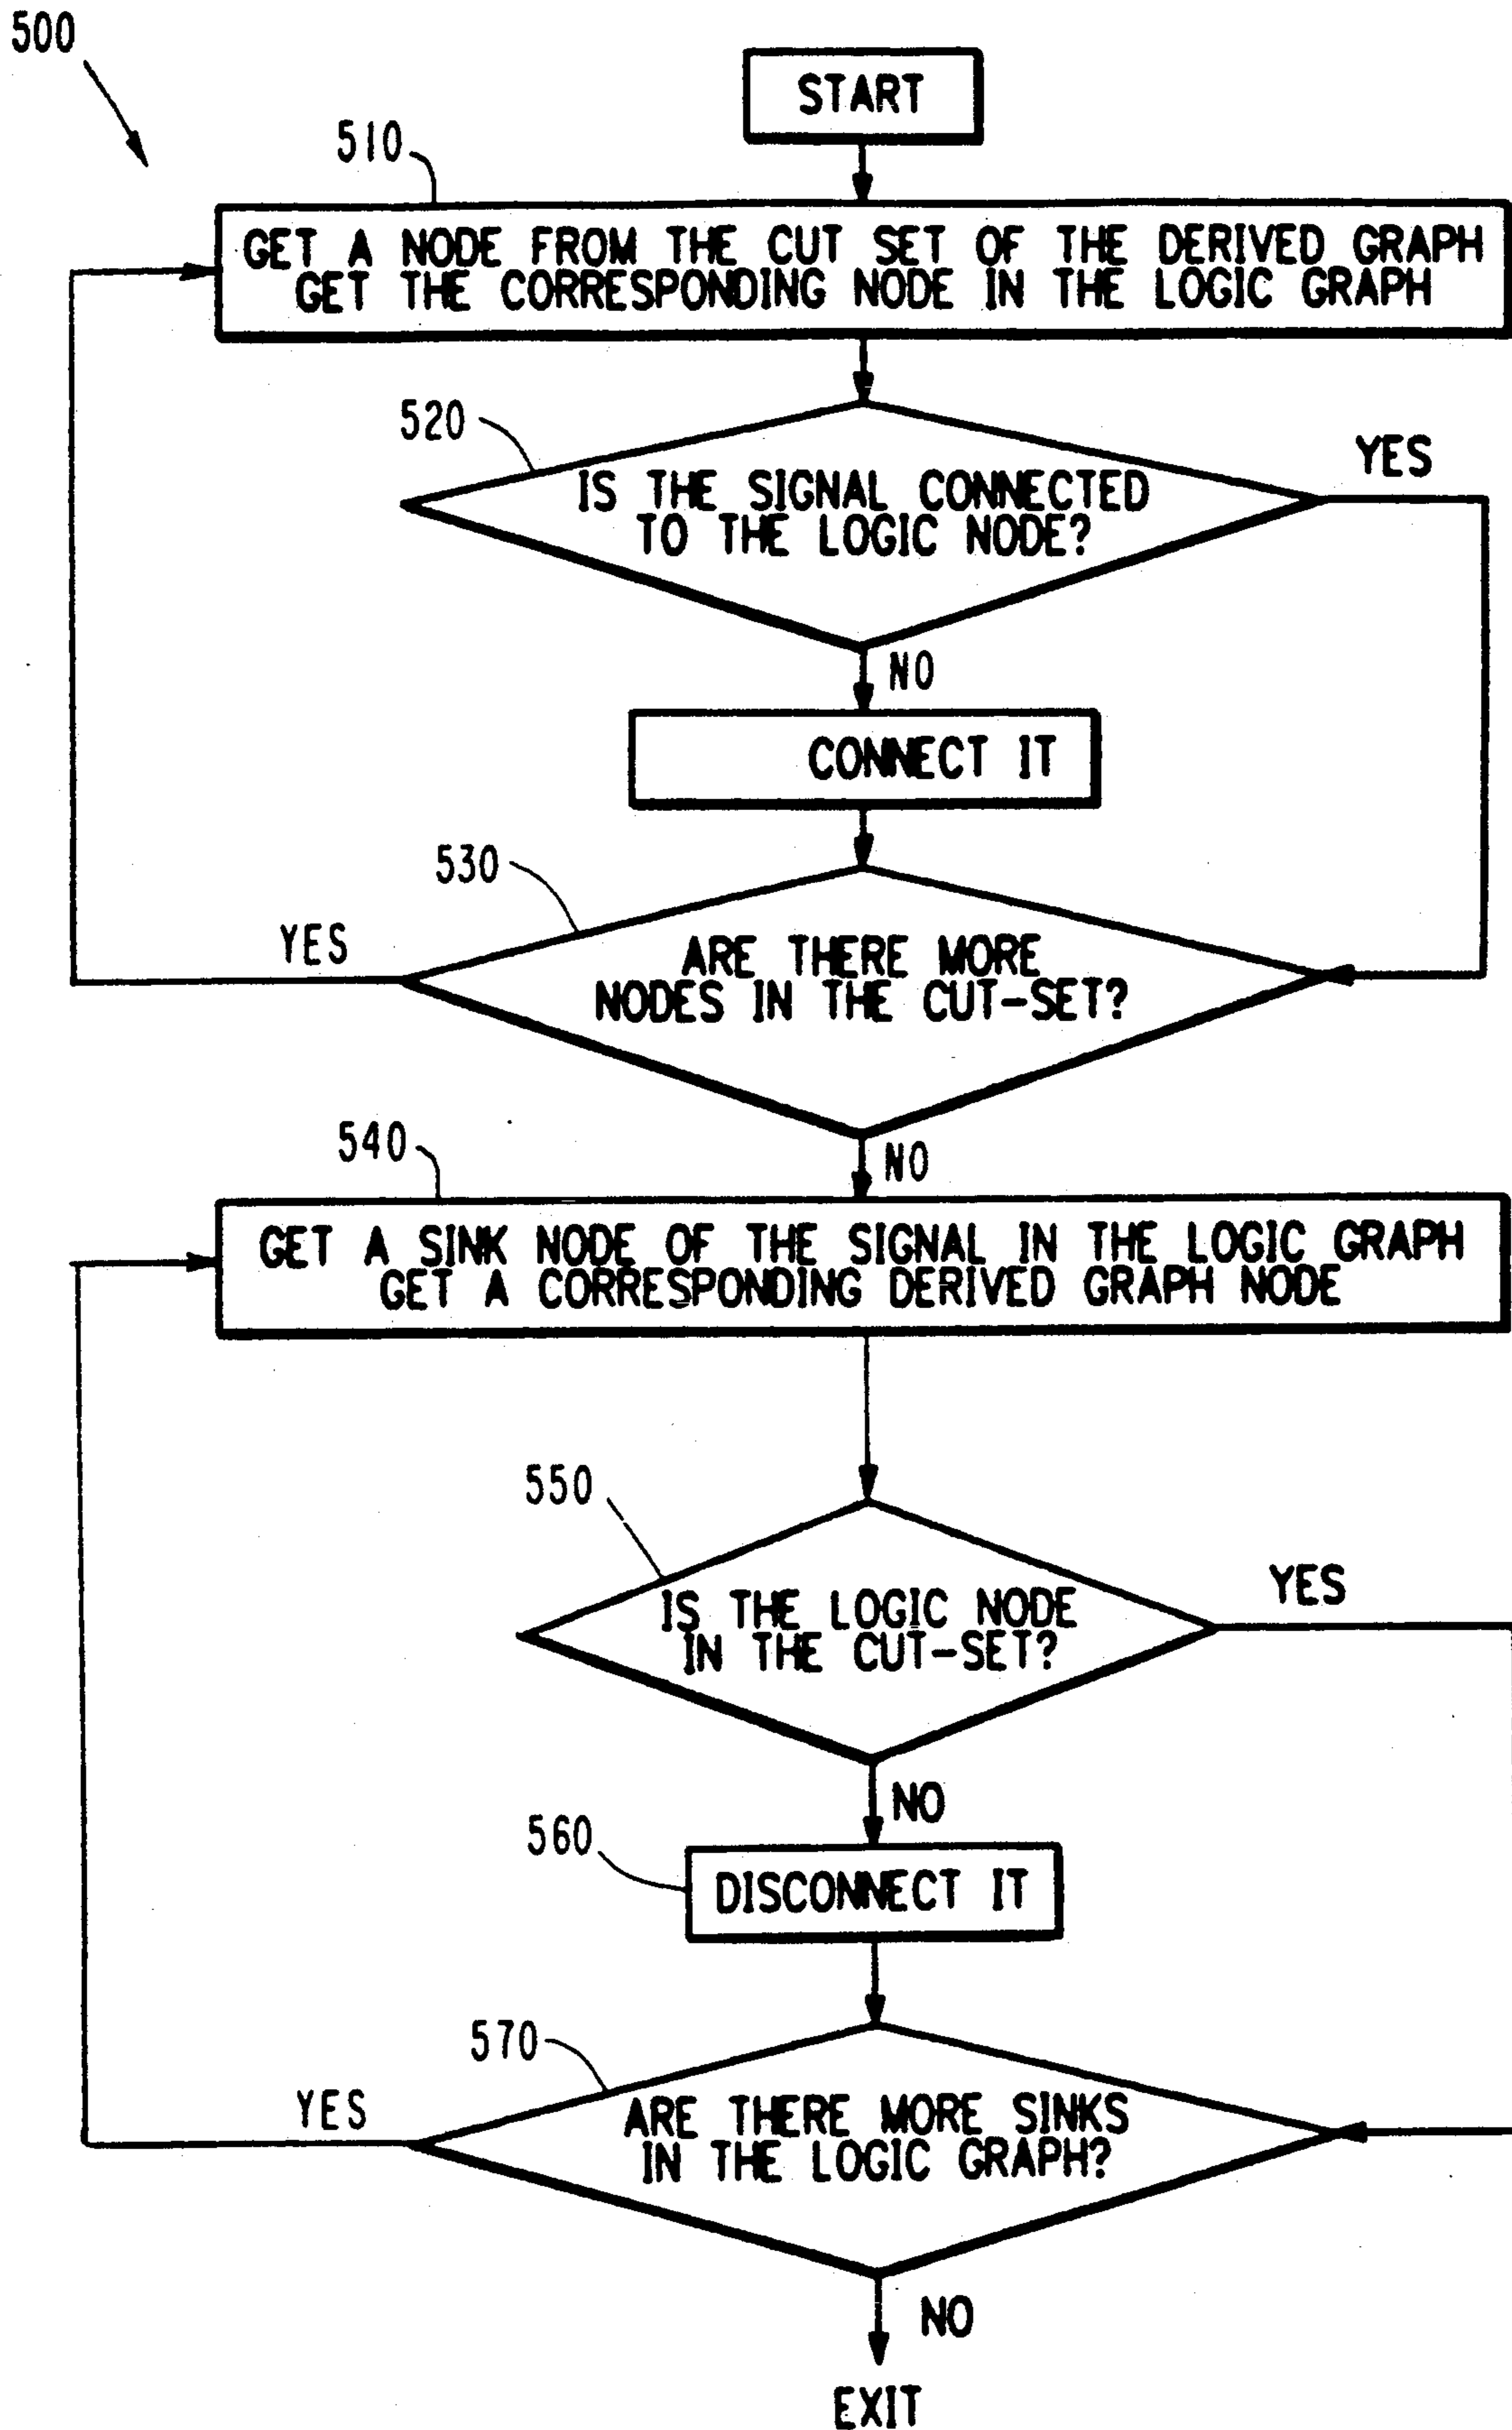 500
START
510
GET A NODE FROM THE CUT SET OF THE DERIVED GRAPH
GET THE CORRESPONDING NODE IN THE LOGIC GRAPH
520
YES
IS THE SIGNAL CONNECTED
TO THE LOGIC NODE?
NO
CONNECT IT
530
YES
ARE THERE MORE
NODES IN THE CUT-SET?
540
NO
GET A SINK NODE OF THE SIGNAL IN THE LOGIC GRAPH
GET A CORRESPONDING DERIVED GRAPH NODE
550
YES
IS THE LOGIC NODE
IN THE CUT-SET?
NO
560
DISCONNECT IT
570
YES
ARE THERE MORE SINKS
IN THE LOGIC GRAPH?
NO
EXIT